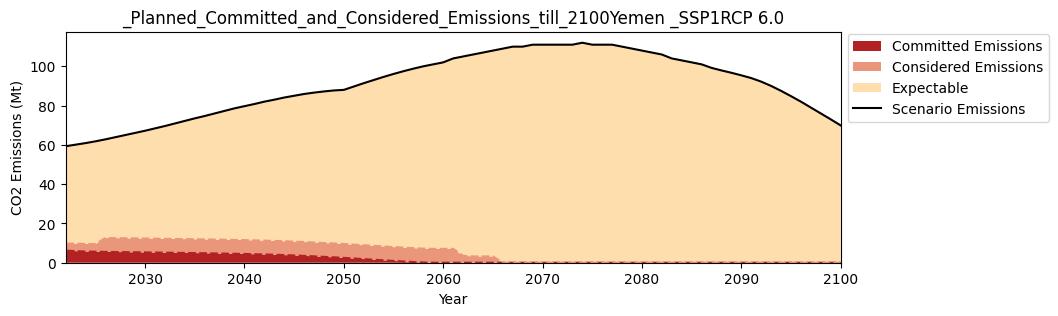 _Planned_Committed_and_Considered_Emissions_till_2100Yemen _SSP1RCP 6.0
CO2 Emissions (Mt)
100
80
60
40
20
0
2030 2040 2050 2060 2070 2080 2090 2100
Year
Committed Emissions
Considered Emissions
Expectable
Scenario Emissions